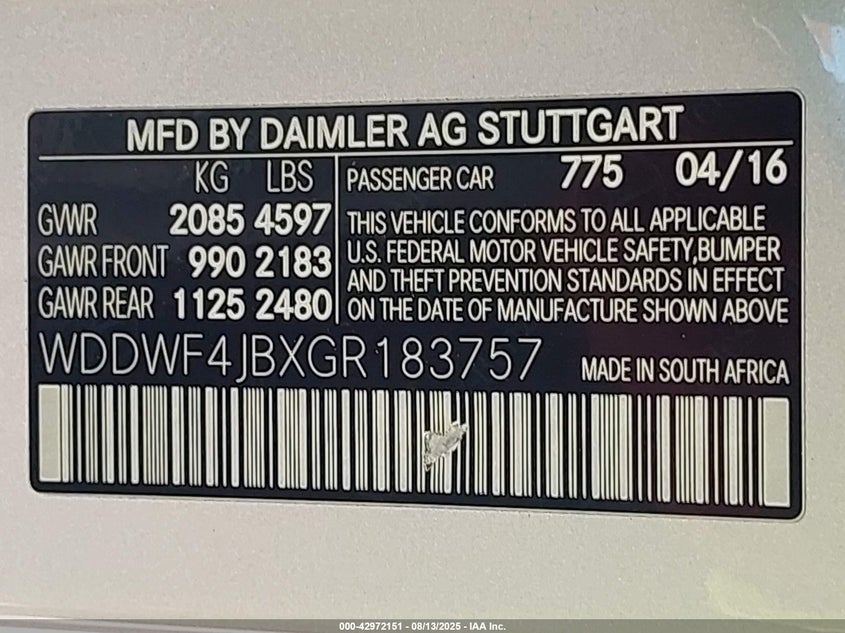 MFD BY DAIMLER AG STUTTGART
KG LBS
GVWR 2085 4597
GAWR FRONT 990 2183
GAWR REAR 1125 2480
PASSENGER CAR 775 04/16
THIS VEHICLE CONFORMS TO ALL APPLICABLE
U.S. FEDERAL MOTOR VEHICLE SAFETY, BUMPER
AND THEFT PREVENTION STANDARDS IN EFFECT
ON THE DATE OF MANUFACTURE SHOWN ABOVE
WDDWF4JBXGR183757 MADE IN SOUTH AFRICA
000-42972151 - 08/13/2025 - IAA Inc.